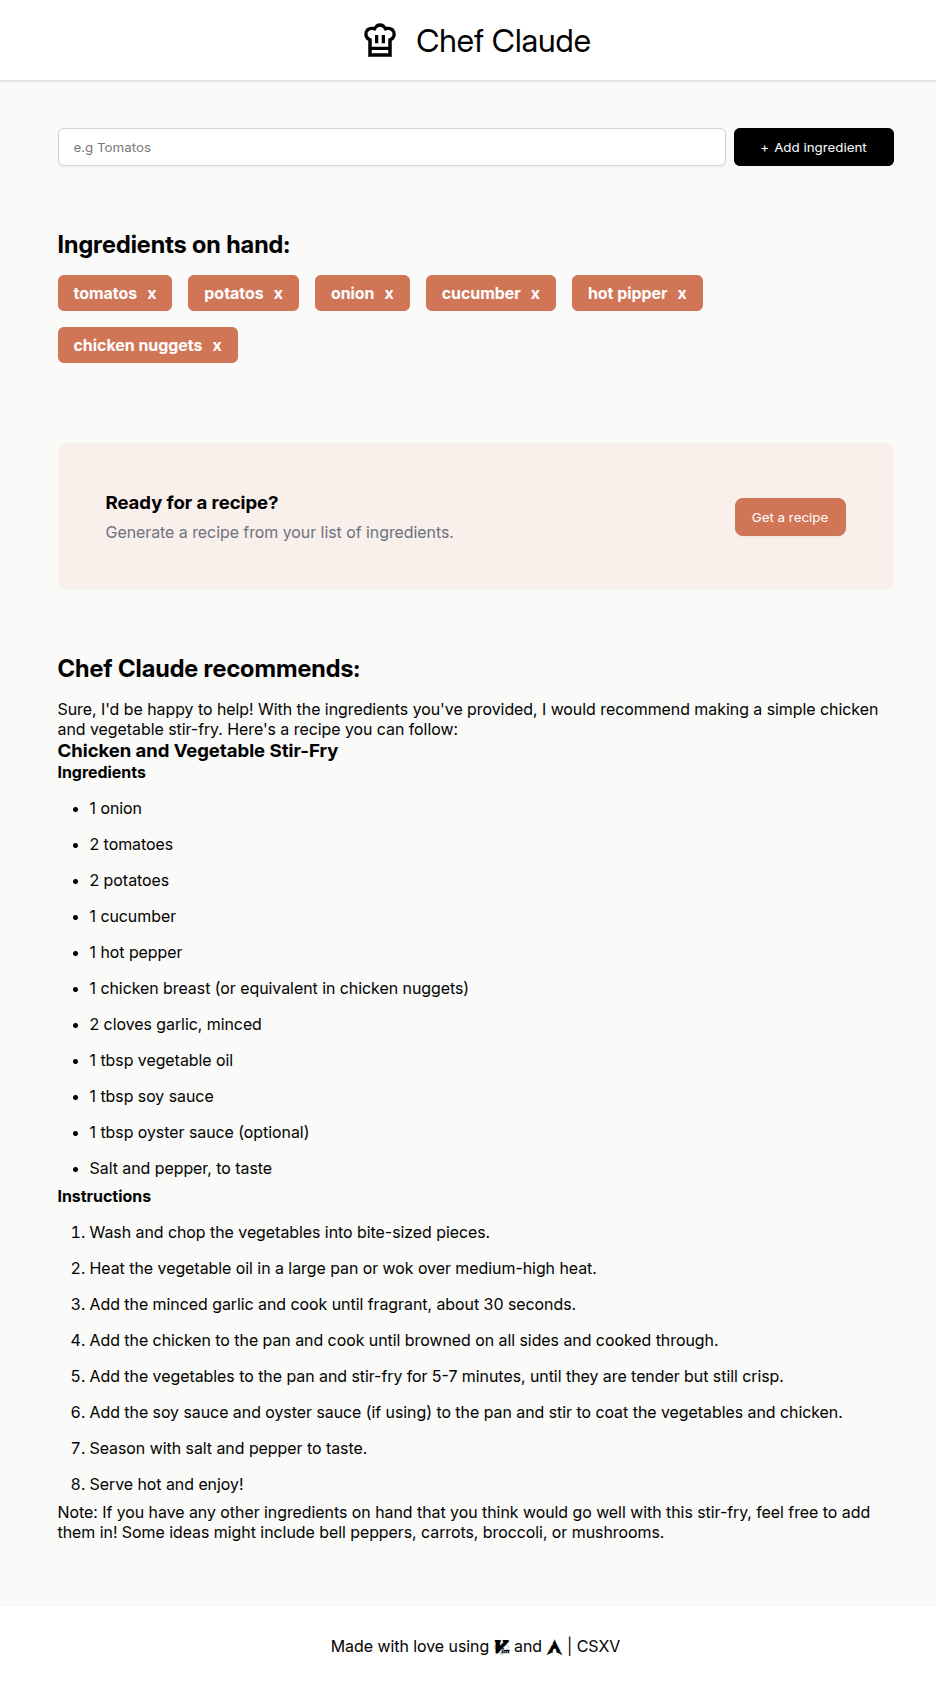 Chef Claude
e.g Tomatos
+ Add ingredient
Ingredients on hand:
tomatos x potatos x onion x cucumber x hot pipper x
chicken nuggets x
Ready for a recipe?
Generate a recipe from your list of ingredients.
Get a recipe
Chef Claude recommends:
Sure, I'd be happy to help! With the ingredients you've provided, I would recommend making a simple chicken
and vegetable stir-fry. Here's a recipe you can follow:
Chicken and Vegetable Stir-Fry
Ingredients
• 1 onion
• 2 tomatoes
• 2 potatoes
• 1 cucumber
• 1 hot pepper
• 1 chicken breast (or equivalent in chicken nuggets)
• 2 cloves garlic, minced
• 1 tbsp vegetable oil
• 1 tbsp soy sauce
• 1 tbsp oyster sauce (optional)
• Salt and pepper, to taste
Instructions
1. Wash and chop the vegetables into bite-sized pieces.
2. Heat the vegetable oil in a large pan or wok over medium-high heat.
3. Add the minced garlic and cook until fragrant, about 30 seconds.
4. Add the chicken to the pan and cook until browned on all sides and cooked through.
5. Add the vegetables to the pan and stir-fry for 5-7 minutes, until they are tender but still crisp.
6. Add the soy sauce and oyster sauce (if using) to the pan and stir to coat the vegetables and chicken.
7. Season with salt and pepper to taste.
8. Serve hot and enjoy!
Note: If you have any other ingredients on hand that you think would go well with this stir-fry, feel free to add
them in! Some ideas might include bell peppers, carrots, broccoli, or mushrooms.
Made with love using and | CSXV